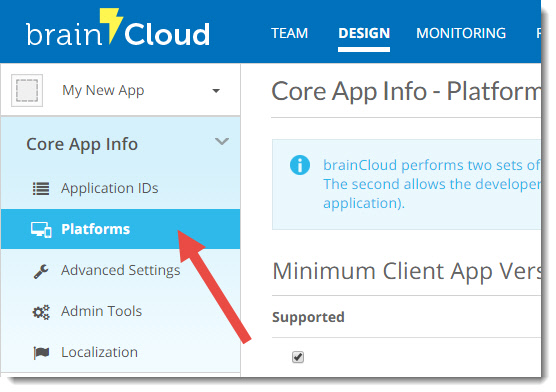 brainCloud
TEAM DESIGN MONITORING
My New App
Core App Info - Platform
Core App Info
Application IDs
Platforms
Advanced Settings
Admin Tools
Localization
brainCloud performs two sets of
The second allows the developer
application).
Minimum Client App Vers
Supported